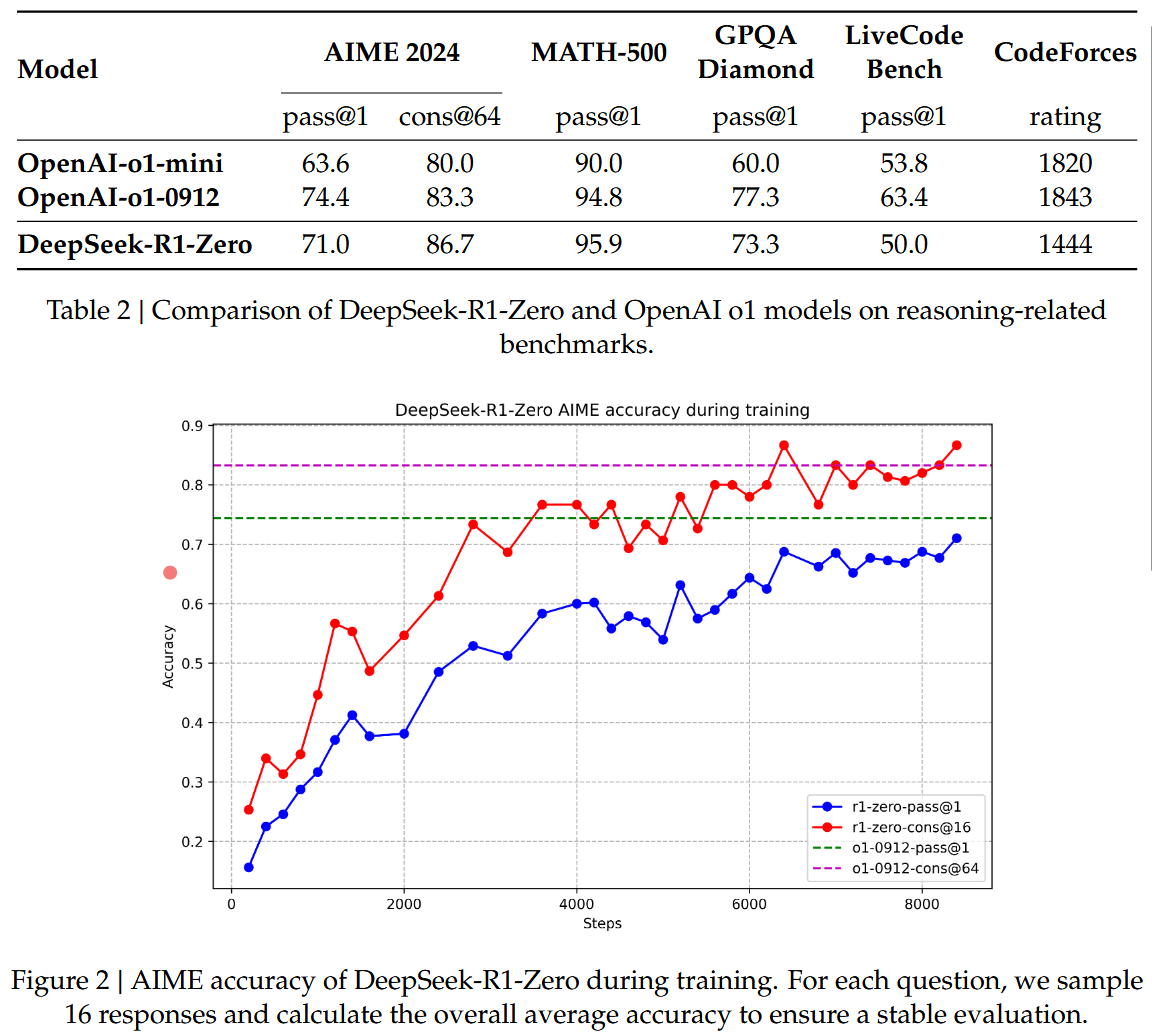 Model AIME 2024 MATH-500 GPQA Diamond LiveCode Bench CodeForces
pass@1 cons@64 pass@1 pass@1 pass@1 rating
OpenAI-o1-mini 63.6 80.0 90.0 60.0 53.8 1820
OpenAI-o1-0912 74.4 83.3 94.8 77.3 63.4 1843
DeepSeek-R1-Zero 71.0 86.7 95.9 73.3 50.0 1444
Table 2 | Comparison of DeepSeek-R1-Zero and OpenAI o1 models on reasoning-related
benchmarks.
DeepSeek-R1-Zero AIME accuracy during training
0.9
0.8
0.7
0.6
0.5
0.4
0.3
0.2
Accuracy
r1-zero-pass@1
r1-zero-cons@16
o1-0912-pass@1
o1-0912-cons@64
0 2000 4000 6000 8000
Steps
Figure 2 | AIME accuracy of DeepSeek-R1-Zero during training. For each question, we sample
16 responses and calculate the overall average accuracy to ensure a stable evaluation.